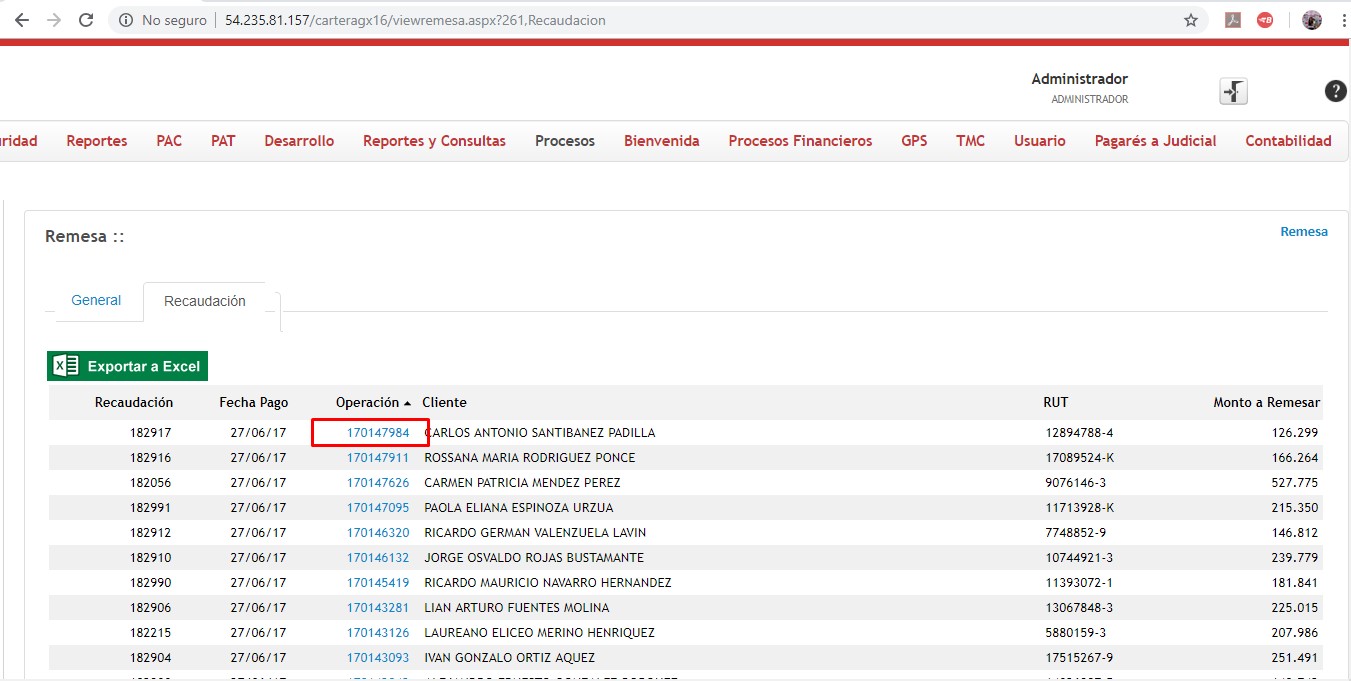 No seguro 54.235.81.157/carteragx16/viewremesa.aspx?261,Recaudacion
Administrador
ADMINISTRADOR
?
ridad Reportes PAC PAT Desarrollo Reportes y Consultas Procesos Bienvenida Procesos Financieros GPS TMC Usuario Pagarés a Judicial Contabilidad
Remesa :: Remesa
General Recaudación
Exportar a Excel
Recaudación Fecha Pago Operación Cliente RUT Monto a Remesar
182917 27/06/17 170147984 CARLOS ANTONIO SANTIBANEZ PADILLA 12894788-4 126.299
182916 27/06/17 170147911 ROSSANA MARIA RODRIGUEZ PONCE 17089524-K 166.264
182056 27/06/17 170147626 CARMEN PATRICIA MENDEZ PEREZ 9076146-3 527.775
182991 27/06/17 170147095 PAOLA ELIANA ESPINOZA URZUA 11713928-K 215.350
182912 27/06/17 170146320 RICARDO GERMAN VALENZUELA LAVIN 7748852-9 146.812
182910 27/06/17 170146132 JORGE OSVALDO ROJAS BUSTAMANTE 10744921-3 239.779
182990 27/06/17 170145419 RICARDO MAURICIO NAVARRO HERNANDEZ 11393072-1 181.841
182906 27/06/17 170143281 LIAN ARTURO FUENTES MOLINA 13067848-3 225.015
182215 27/06/17 170143126 LAUREANO ELICEO MERINO HENRIQUEZ 5880159-3 207.986
182904 27/06/17 170143093 IVAN GONZALO ORTIZ AQUEZ 17515267-9 251.491